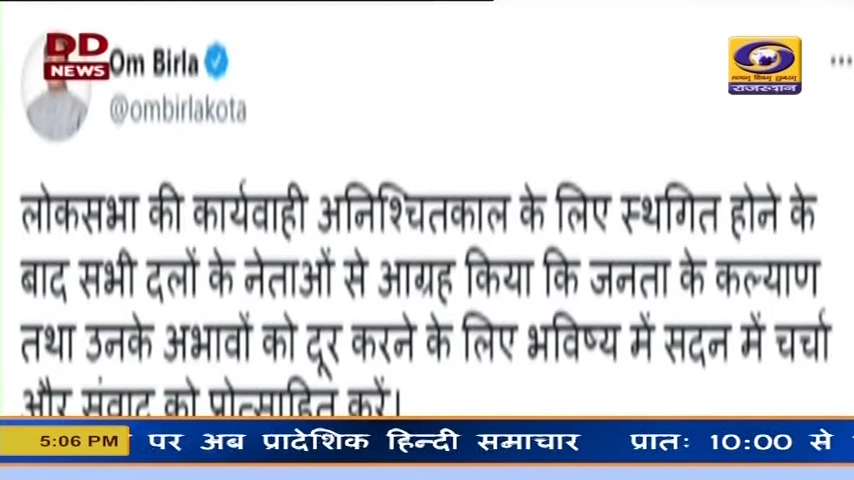 DD
NEWS
Om Birla
@ombirlakota
राजस्थान
लोकसभा की कार्यवाही अनिश्चितकाल के लिए स्थगित होने के
बाद सभी दलों के नेताओं से आग्रह किया कि जनता के कल्याण
तथा उनके अभावों को दूर करने के लिए भविष्य में सदन में चर्चा
और संवाद को प्रोत्साहित करें।
5:06 PM पर अब प्रादेशिक हिन्दी समाचार प्रातः 10:00 से